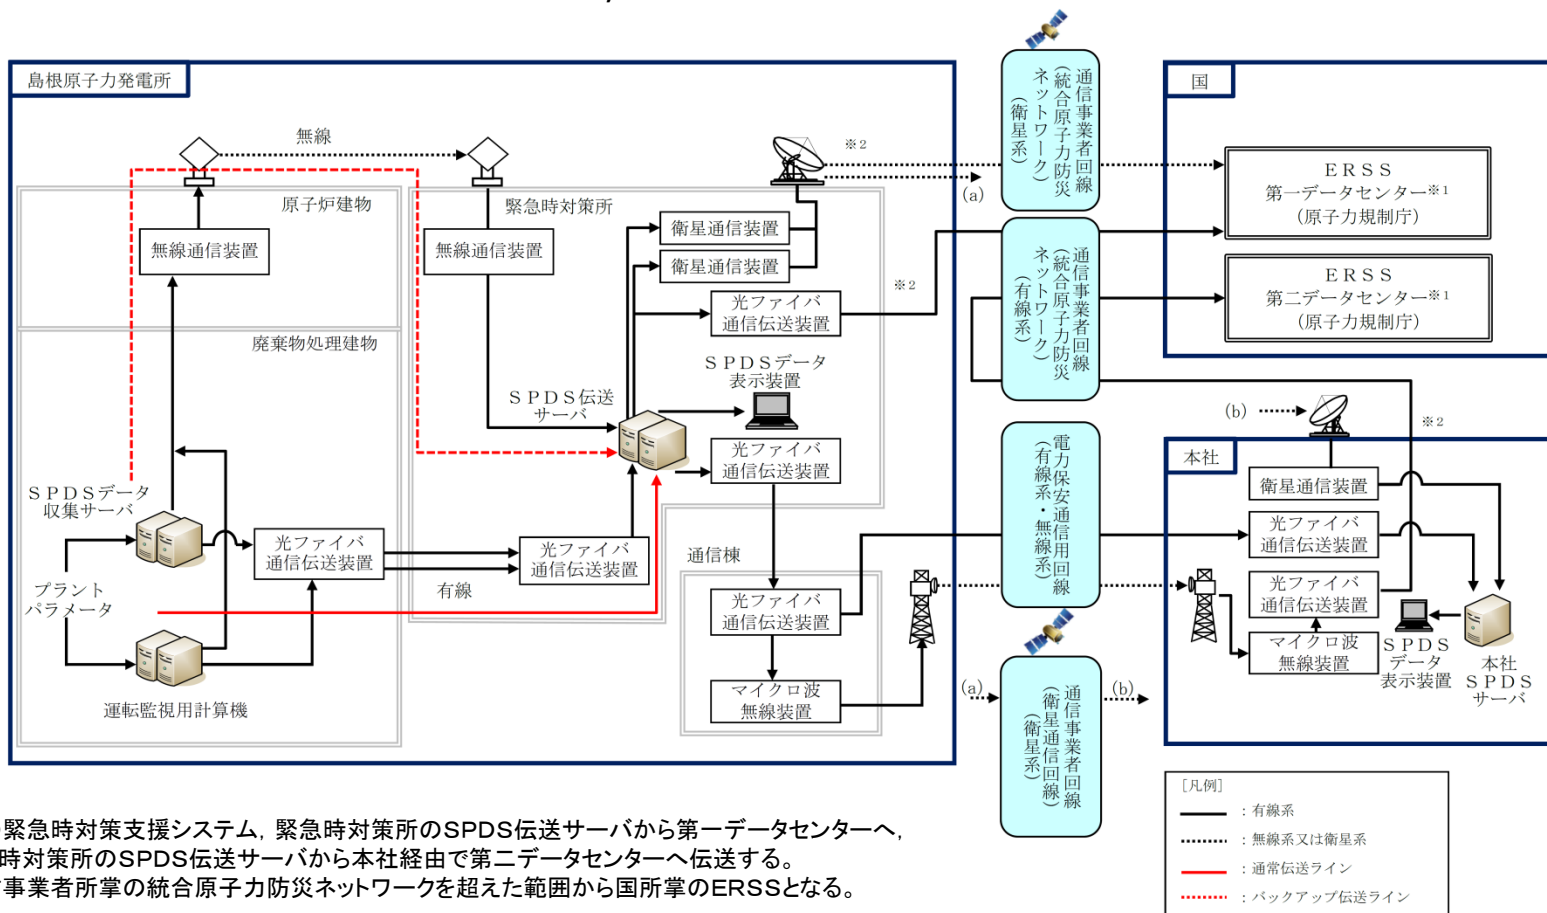 島根原子力発電所
無線
原子炉建物
無線通信装置
廃棄物処理建物
SPDSデータ
収集サーバ
プラント
パラメータ
運転監視用計算機
光ファイバ
通信伝送装置
有線
緊急時対策所
無線通信装置
SPDS伝送
サーバ
光ファイバ
通信伝送装置
衛星通信装置
衛星通信装置
光ファイバ
通信伝送装置
SPDSデータ
表示装置
光ファイバ
通信伝送装置
通信棟
光ファイバ
通信伝送装置
マイクロ波
無線装置
※2
(a)
※2
通信事業者回線
(統合原子力防災
ネットワーク)
(衛星系)
通信事業者回線
(統合原子力防災
ネットワーク)
(有線系)
電力保安通信用回線
(有線系・無線系)
(a)
(b)
通信事業者回線
(衛星通信回線)
(衛星系)
国
ERSS
第一データセンター※1
(原子力規制庁)
ERSS
第二データセンター※1
(原子力規制庁)
(b)
※2
本社
衛星通信装置
光ファイバ
通信伝送装置
光ファイバ
通信伝送装置
マイクロ波
無線装置
SPDS
データ
表示装置
本社
SPDS
サーバ
[凡例]
:有線系
:無線系又は衛星系
:通常伝送ライン
:バックアップ伝送ライン
緊急時対策支援システム,緊急時対策所のSPDS伝送サーバから第一データセンターへ,
時対策所のSPDS伝送サーバから本社経由で第二データセンターへ伝送する。
事業者所掌の統合原子力防災ネットワークを超えた範囲から国所掌のERSSとなる。